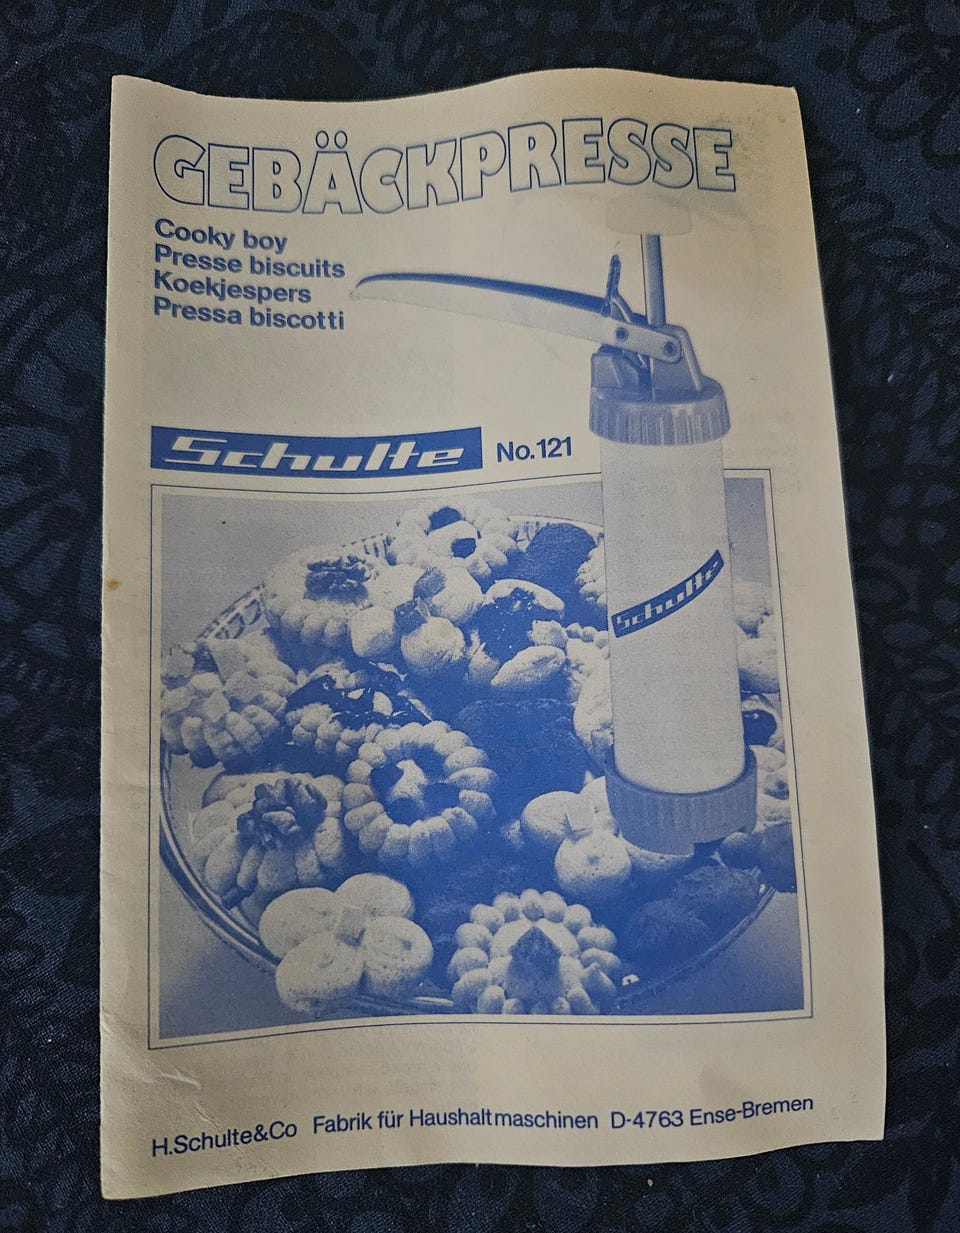 GEBÄCKPRESSE
Cooky boy
Presse biscuits
Koekjespers
Pressa biscotti
Schulte No.121
Schulte
H.Schulte&Co Fabrik für Haushaltmaschinen D-4763 Ense-Bremen